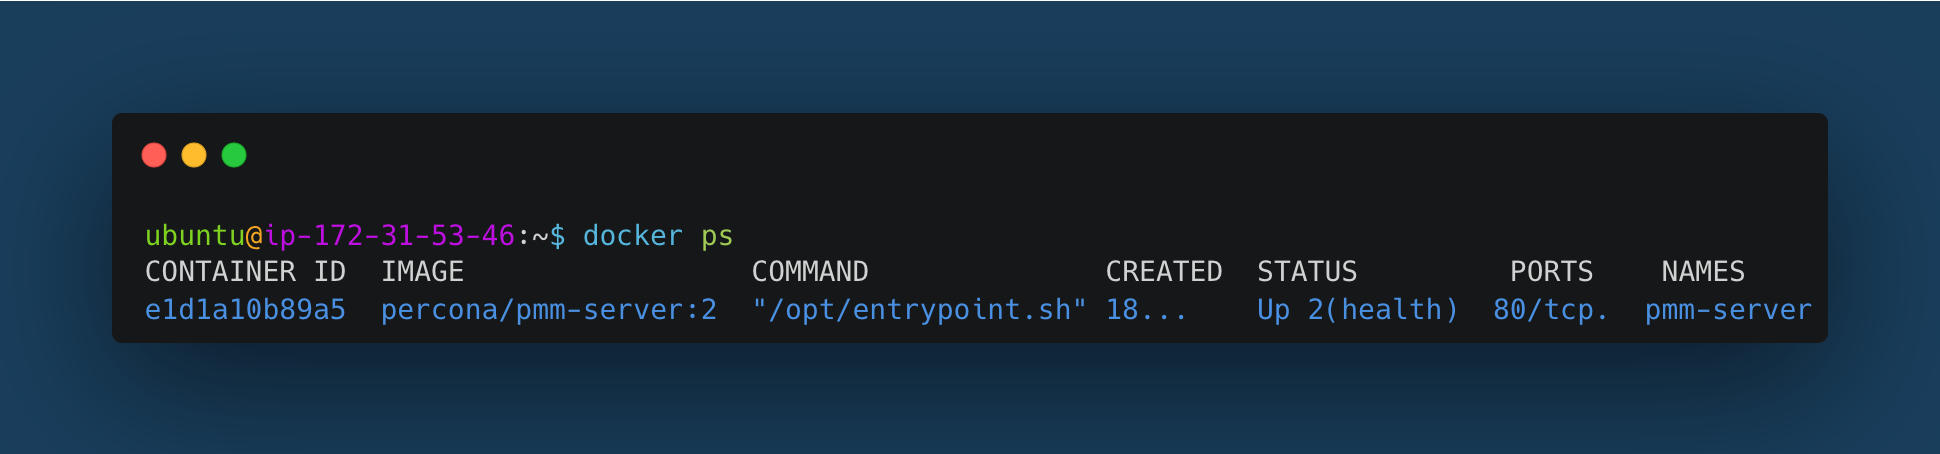 ubuntu@ip-172-31-53-46:~$ docker ps
CONTAINER ID  IMAGE                 COMMAND              CREATED  STATUS         PORTS    NAMES
e1d1a10b89a5  percona/pmm-server:2  "/opt/entrypoint.sh" 18...    Up 2(health)  80/tcp.  pmm-server